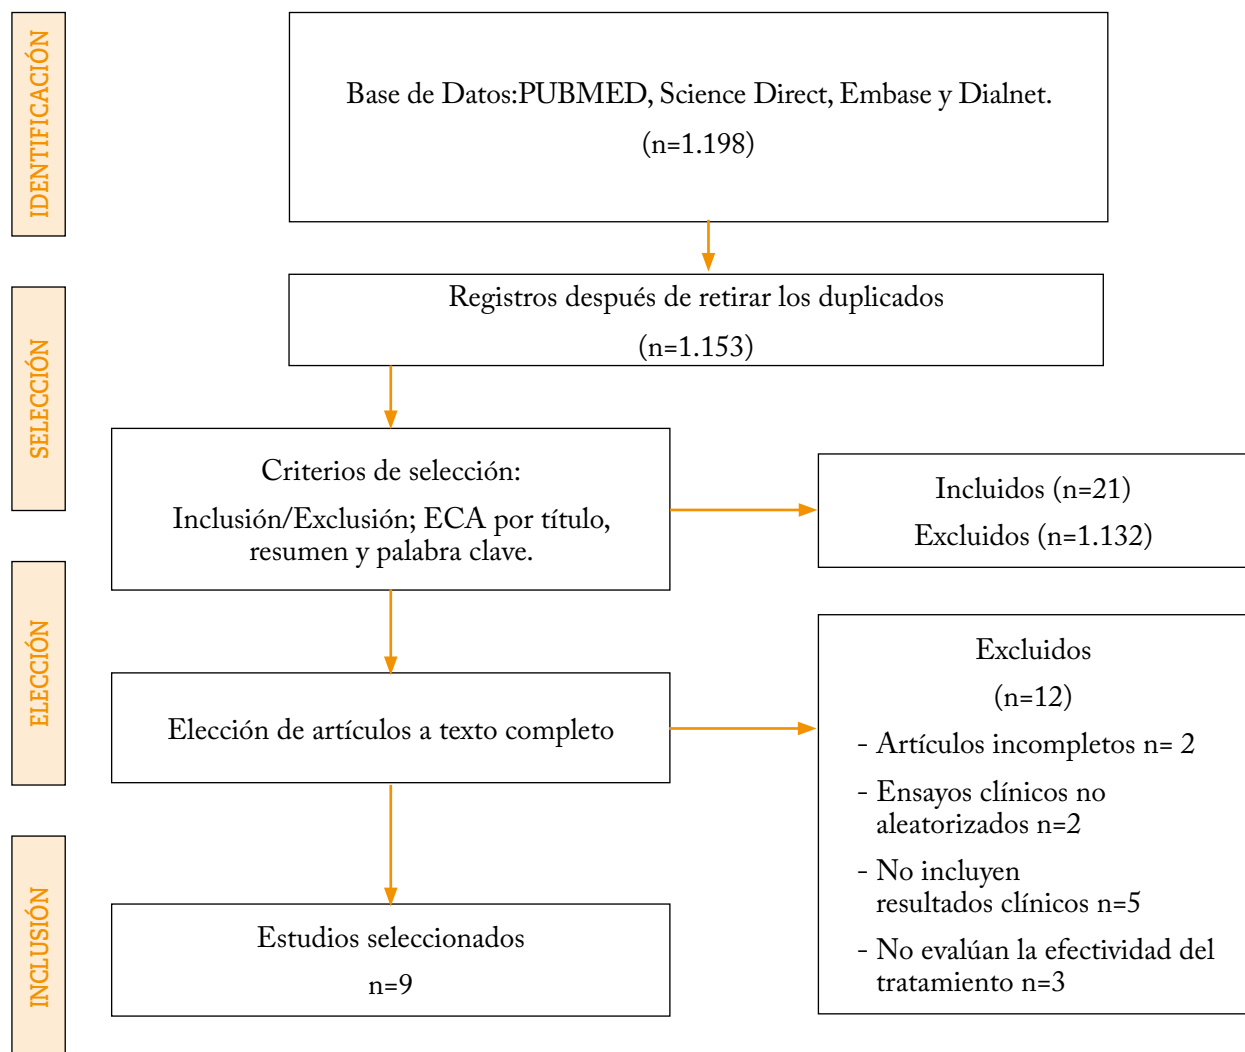 IDENTIFICACIÓN
Base de Datos:PUBMED, Science Direct, Embase y Dialnet.
(n=1.198)
SELECCIÓN
Registros después de retirar los duplicados
(n=1.153)
Criterios de selección:
Inclusión/Exclusión; ECA por título,
resumen y palabra clave.
Incluidos (n=21)
Excluidos (n=1.132)
ELECCIÓN
Elección de artículos a texto completo
Excluidos
(n=12)
- Artículos incompletos n= 2
- Ensayos clínicos no
aleatorizados n=2
- No incluyen
resultados clínicos n=5
- No evalúan la efectividad del
tratamiento n=3
INCLUSIÓN
Estudios seleccionados
n=9